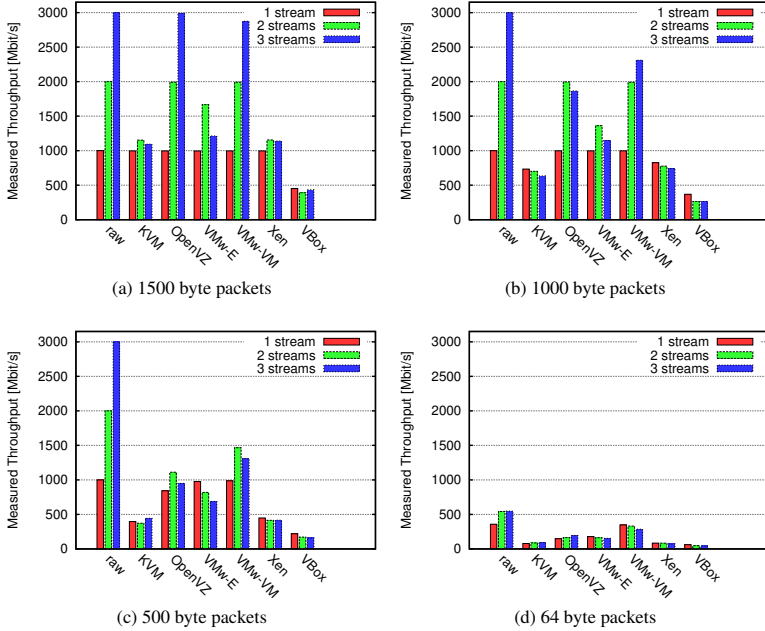 Measured Throughput [Mbit/s]
3000
2500
2000
1500
1000
500
0
1 stream
2 streams
3 streams
raw
KVM
OpenVZ
VMw-E
VMw-VM
Xen
VBox
(a) 1500 byte packets
Measured Throughput [Mbit/s]
3000
2500
2000
1500
1000
500
0
1 stream
2 streams
3 streams
raw
KVM
OpenVZ
VMw-E
VMw-VM
Xen
VBox
(b) 1000 byte packets
Measured Throughput [Mbit/s]
3000
2500
2000
1500
1000
500
0
1 stream
2 streams
3 streams
raw
KVM
OpenVZ
VMw-E
VMw-VM
Xen
VBox
(c) 500 byte packets
Measured Throughput [Mbit/s]
3000
2500
2000
1500
1000
500
0
1 stream
2 streams
3 streams
raw
KVM
OpenVZ
VMw-E
VMw-VM
Xen
VBox
(d) 64 byte packets